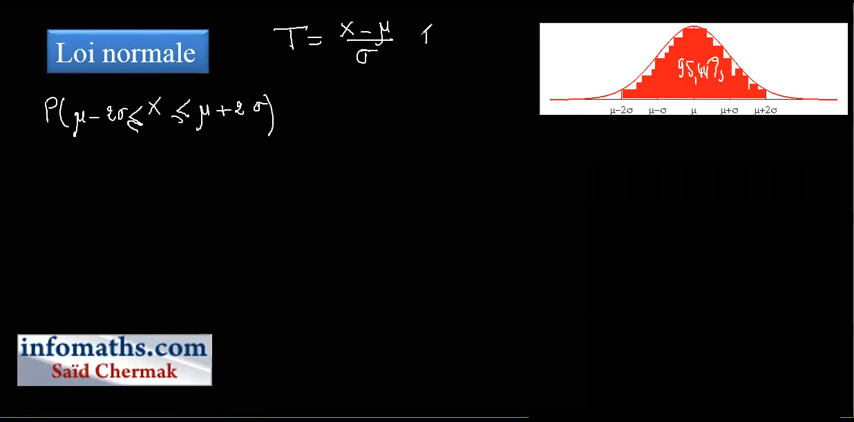 Loi normale
T = x - μ / σ
P(μ - 2σ ≤ X ≤ μ + 2σ)
95,44%
μ-2σ μ-σ μ μ+σ μ+2σ
infomaths.com
Saïd Chermak